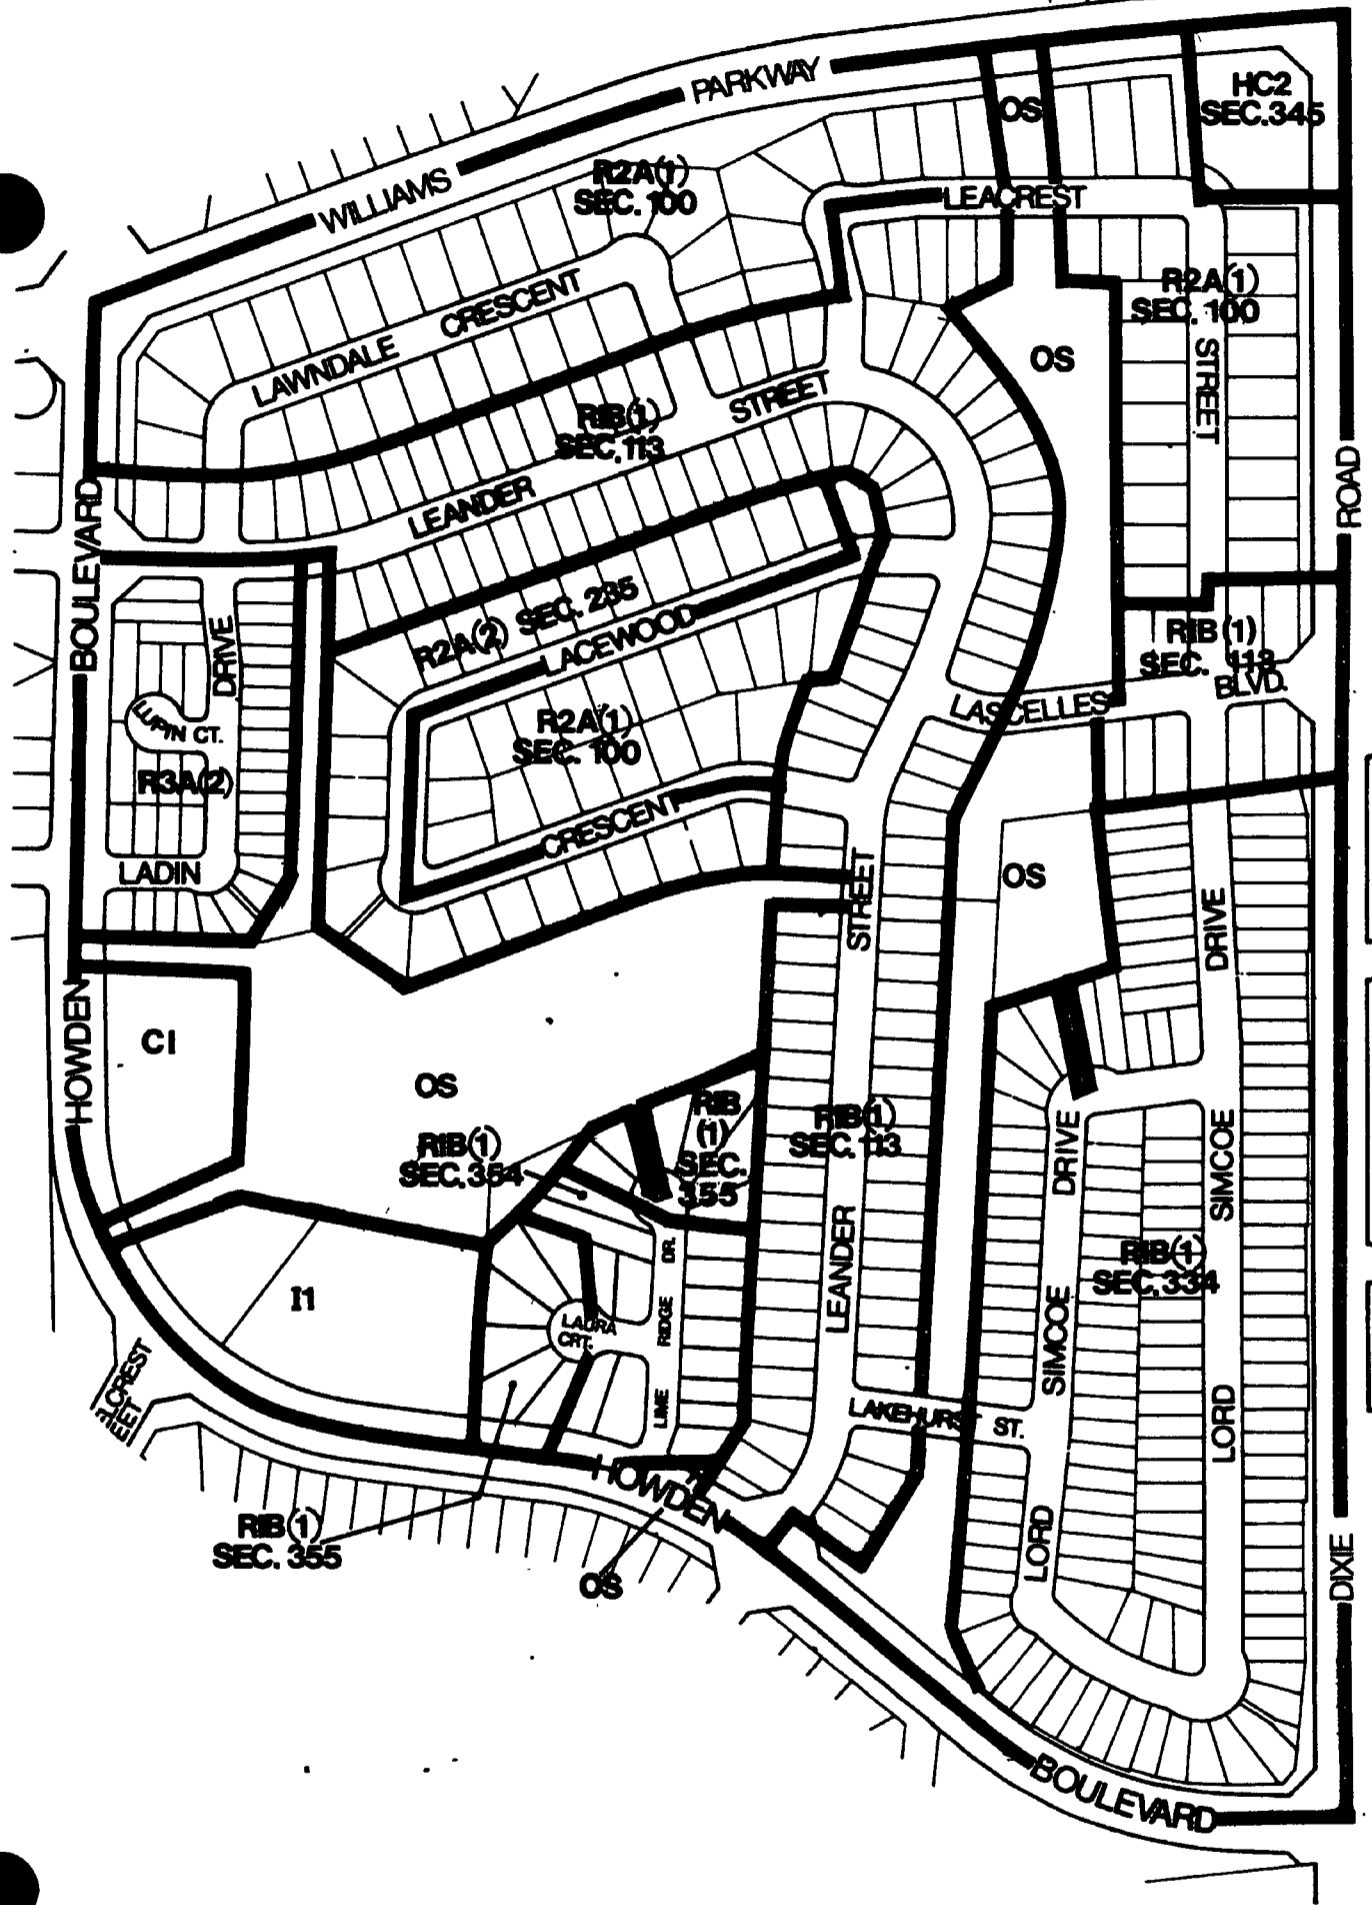 PARKWAY
WILLIAMS
HC2
SEC.345
OS
R2A(1)
SEC. 100
LEACREST
LAWNDALE CRESCENT
R2A(1)
SEC. 100
STREET
OS
R1B(1)
SEC. 113
STREET
LEANDER
ROAD
BOULEVARD
R2A(2) SEC. 235
LACEWOOD
DRIVE
R1B(1)
SEC. 113
BLVD.
LASCELLES
LUPIN CT.
R2A(1)
SEC. 100
R3A(2)
CRESCENT
LADIN
OS
STREET
DRIVE
HOWDEN
C1
OS
R1B
(1)
SEC.
355
R1B(1)
SEC. 113
R1B(1)
SEC. 354
DRIVE
SIMCOE
I1
DR.
RIDGE
LIME
LAURA
CRT.
LEANDER
R1B(1)
SEC. 334
SIMCOE
LORD
LAKEHURST ST.
HOWDEN
R1B(1)
SEC. 355
OS
LORD
DIXIE
BOULEVARD